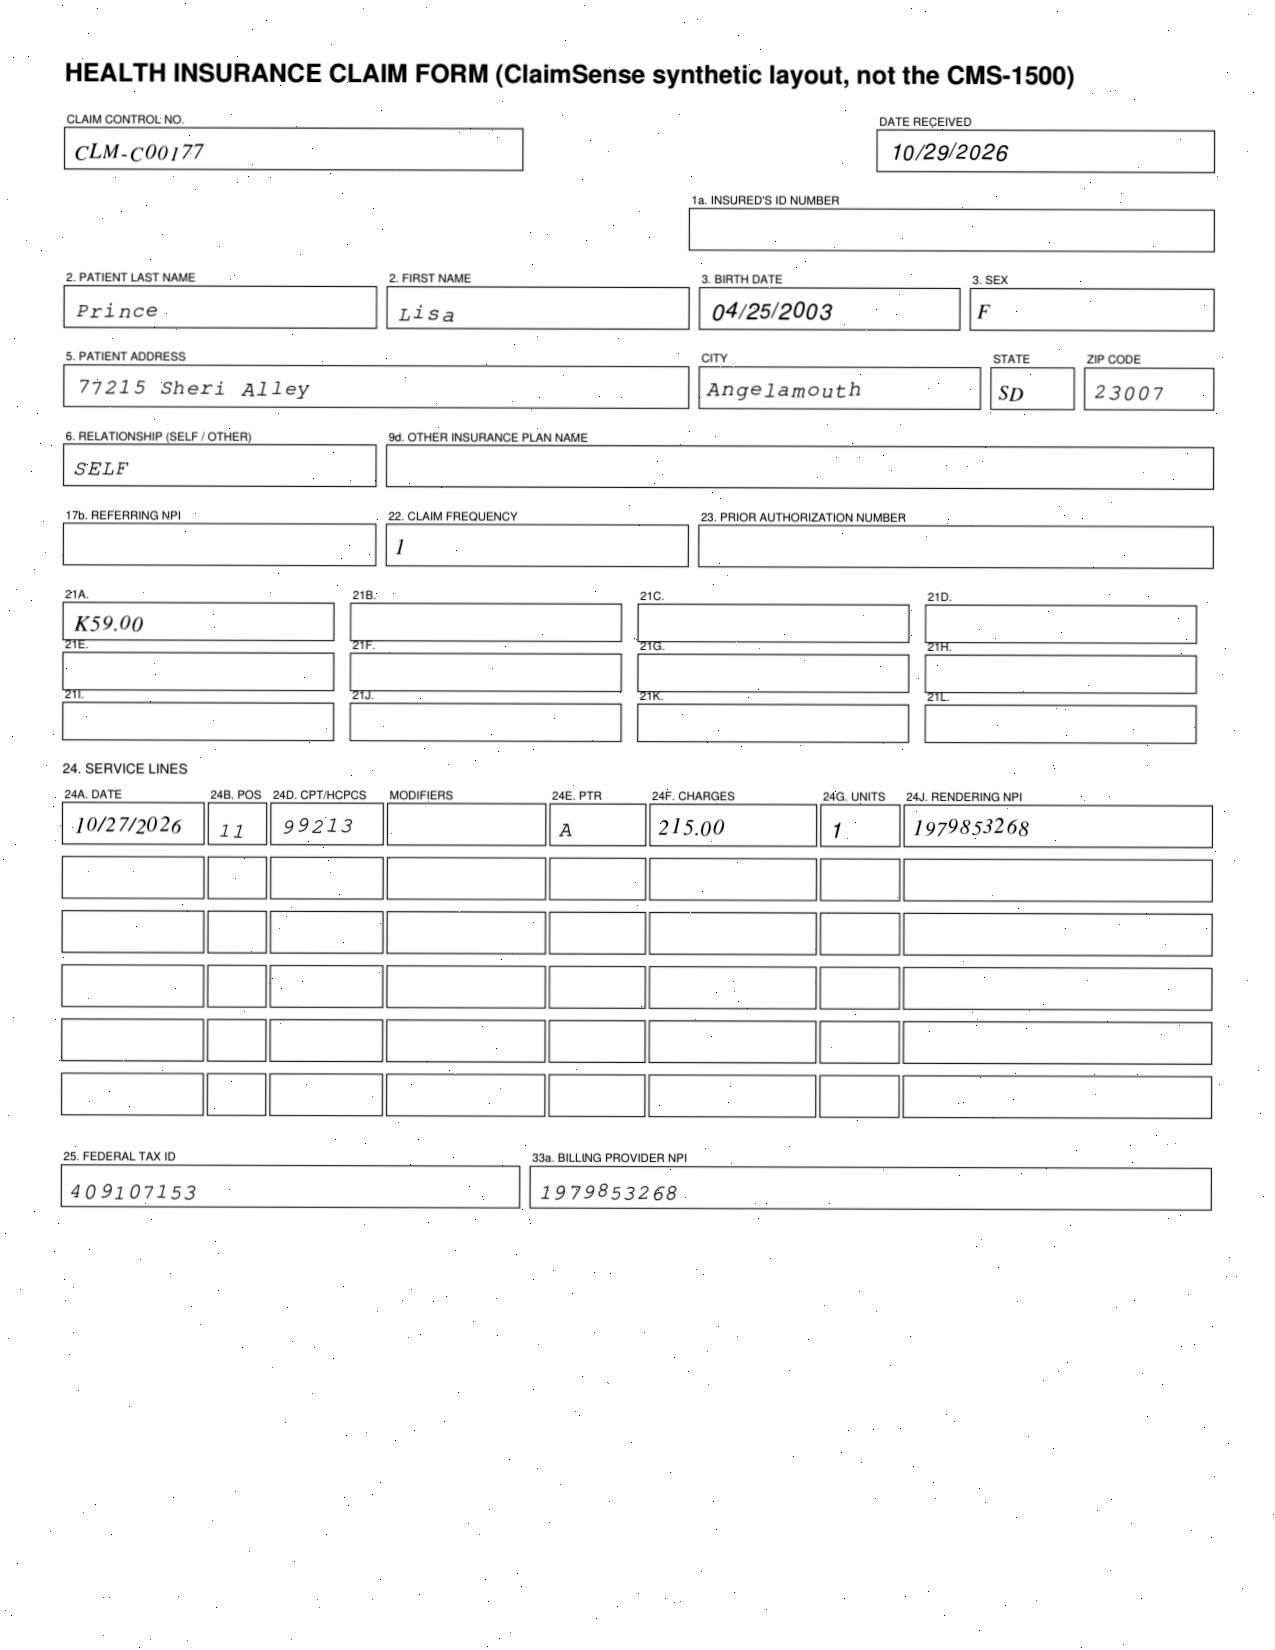 HEALTH INSURANCE CLAIM FORM (ClaimSense synthetic layout, not the CMS-1500)
CLAIM CONTROL NO. DATE RECEIVED
CLM-C00177 10/29/2026
1a. INSURED'S ID NUMBER
2. PATIENT LAST NAME 2. FIRST NAME 3. BIRTH DATE 3. SEX
Prince Lisa 04/25/2003 F
5. PATIENT ADDRESS CITY STATE ZIP CODE
77215 Sheri Alley Angelamouth SD 23007
6. RELATIONSHIP (SELF / OTHER) 9d. OTHER INSURANCE PLAN NAME
SELF
17b. REFERRING NPI 22. CLAIM FREQUENCY 23. PRIOR AUTHORIZATION NUMBER
1
21A. 21B. 21C. 21D.
K59.00
21E. 21F. 21G. 21H.
21I. 21J. 21K. 21L.
24. SERVICE LINES
24A. DATE 24B. POS 24D. CPT/HCPCS MODIFIERS 24E. PTR 24F. CHARGES 24G. UNITS 24J. RENDERING NPI
10/27/2026 11 99213 A 215.00 1 1979853268
25. FEDERAL TAX ID 33a. BILLING PROVIDER NPI
409107153 1979853268